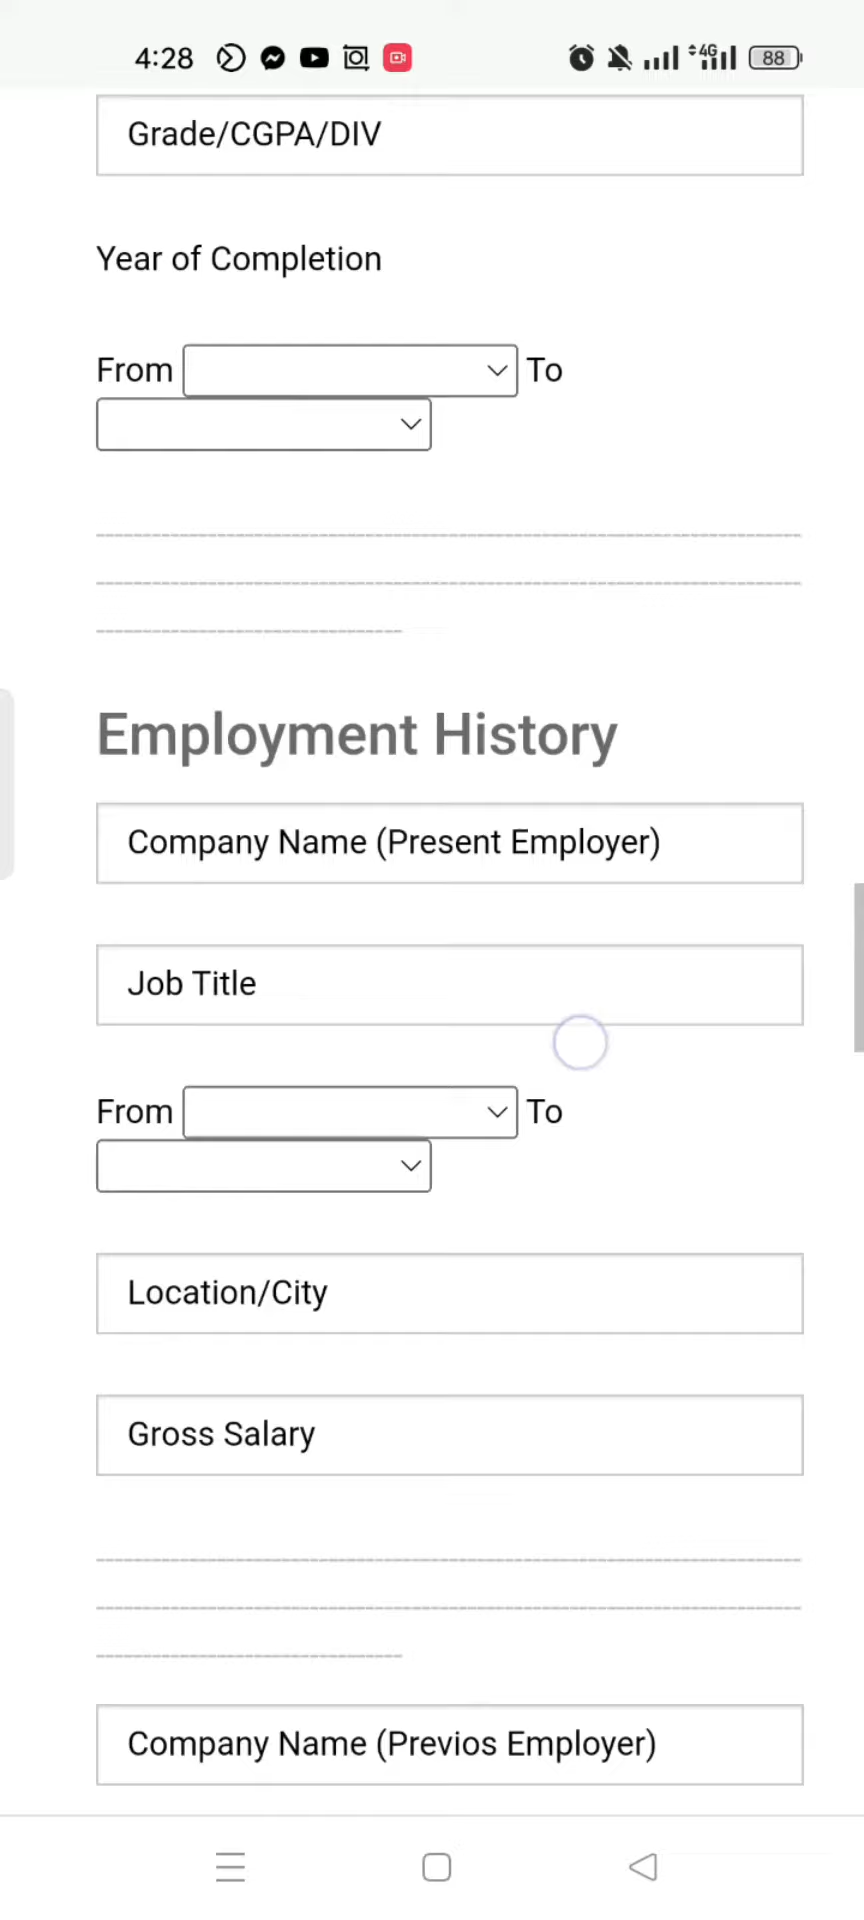 4:28 4G 88
Grade/CGPA/DIV
Year of Completion
From To
Employment History
Company Name (Present Employer)
Job Title
From To
Location/City
Gross Salary
Company Name (Previos Employer)